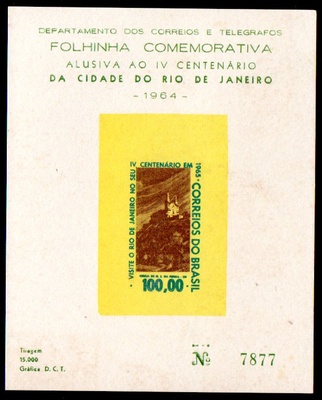 DEPARTAMENTO DOS CORREIOS E TELEGRAFOS
FOLHINHA COMEMORATIVA
ALUSIVA AO IV CENTENÁRIO
DA CIDADE DO RIO DE JANEIRO
- 1964 -
VISITE O RIO DE JANEIRO NO SEU IV CENTENÁRIO EM 1965 · CORREIOS DO BRASIL
100,00
Tiragem
15.000
Gráfica D. C. T.
Nº 7877